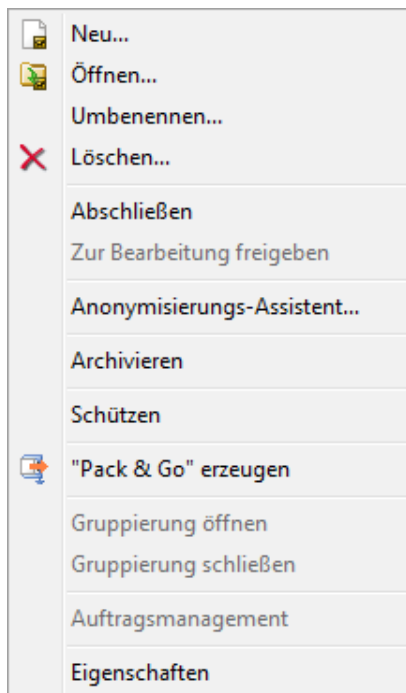 Neu...
Öffnen...
Umbenennen...
Löschen...
Abschließen
Zur Bearbeitung freigeben
Anonymisierungs-Assistent...
Archivieren
Schützen
"Pack & Go" erzeugen
Gruppierung öffnen
Gruppierung schließen
Auftragsmanagement
Eigenschaften